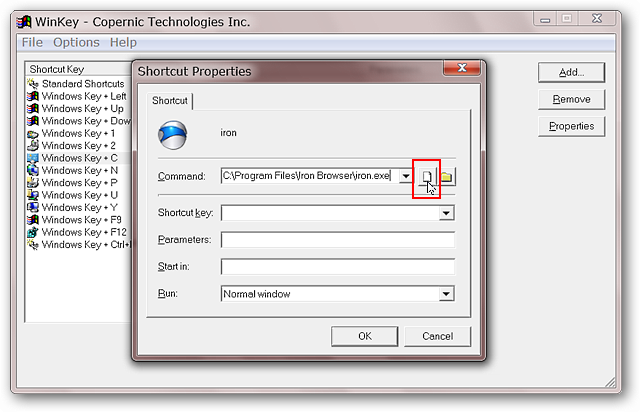 WinKey - Copernic Technologies Inc.
File Options Help
Shortcut Key
Standard Shortcuts
Windows Key + Left
Windows Key + Up
Windows Key + Dow
Windows Key + 1
Windows Key + 2
Windows Key + C
Windows Key + N
Windows Key + P
Windows Key + U
Windows Key + Y
Windows Key + F9
Windows Key + F12
Windows Key + Ctrl+
Add...
Remove
Properties
Shortcut Properties
Shortcut
iron
Command: C:\Program Files\Iron Browser\iron.exe
Shortcut key:
Parameters:
Start in:
Run: Normal window
OK Cancel